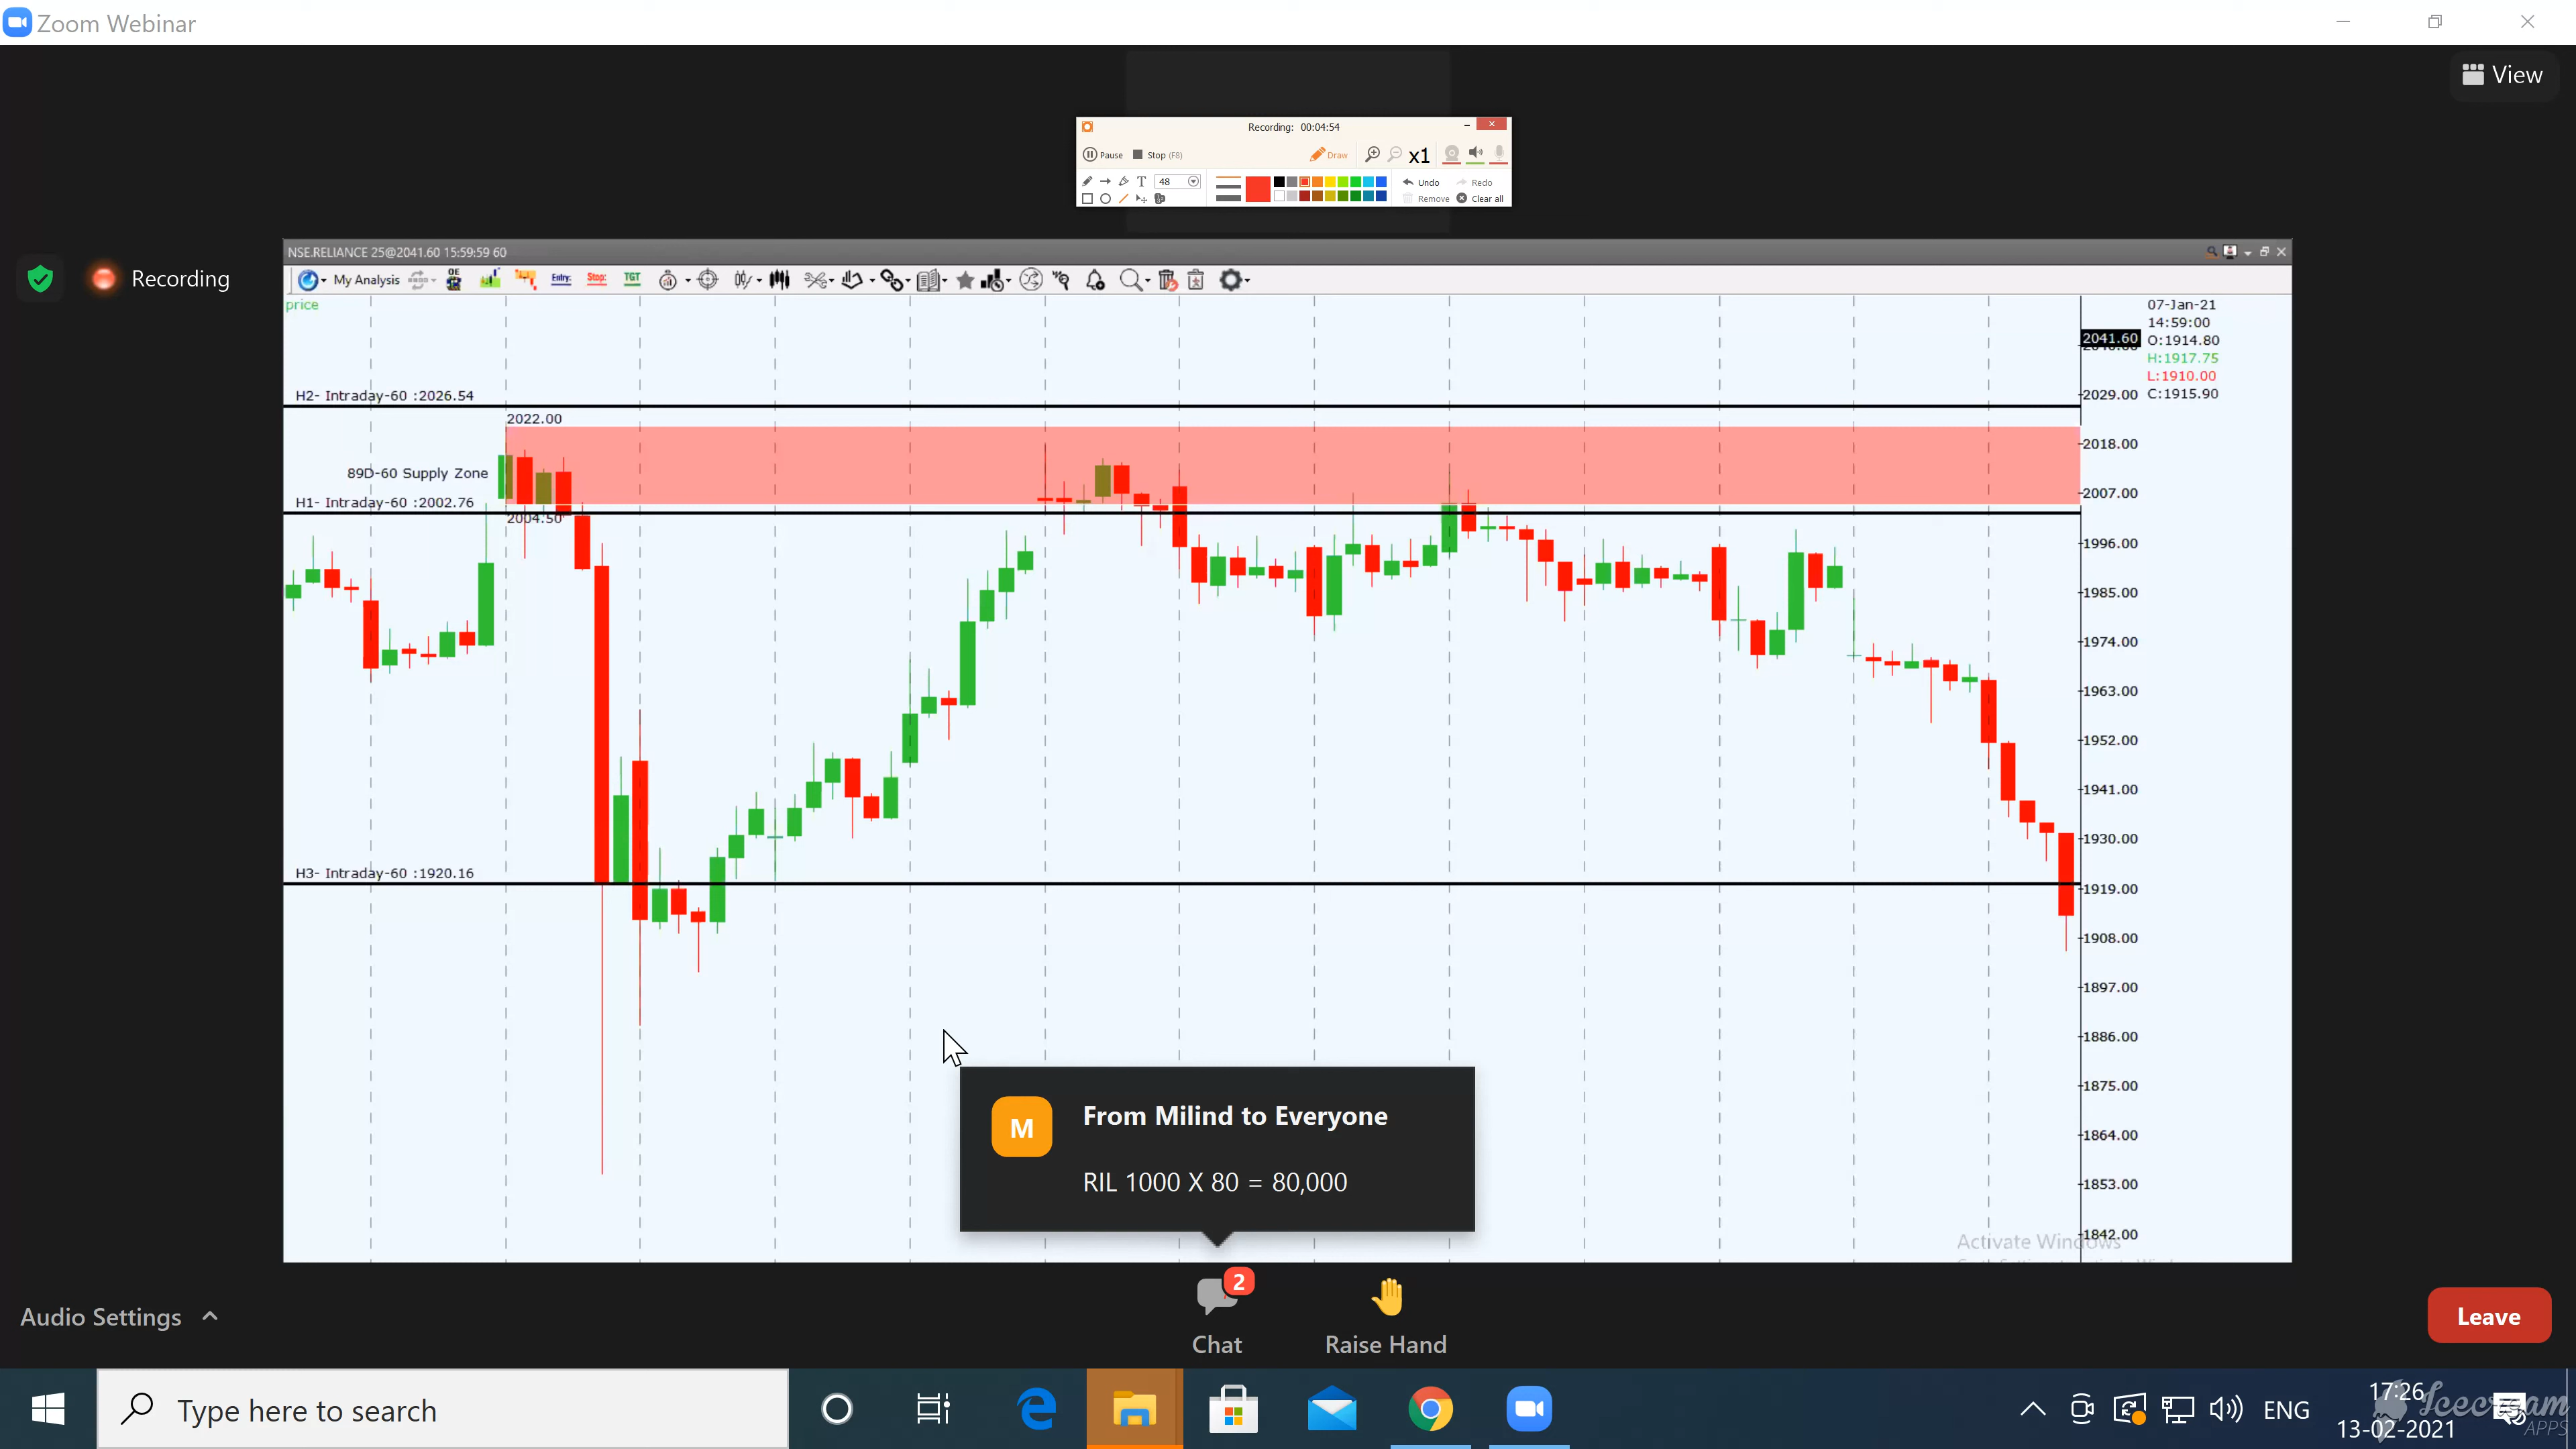 Zoom Webinar
View
Recording: 00:04:54
Pause Stop (F8) Draw x1
T 48 Undo Redo
Remove Clear all
Recording
NSE.RELIANCE 25@2041.60 15:59:59 60
My Analysis OE Entry: Stop: TGT
price
07-Jan-21
14:59:00
2041.60
O:1914.80
H:1917.75
L:1910.00
C:1915.90
H2- Intraday-60 :2026.54
2029.00
2022.00
2018.00
89D-60 Supply Zone
H1- Intraday-60 :2002.76
2007.00
2004.50
1996.00
1985.00
1974.00
1963.00
1952.00
1941.00
1930.00
H3- Intraday-60 :1920.16
1919.00
1908.00
1897.00
1886.00
1875.00
1864.00
1853.00
1842.00
M
From Milind to Everyone
RIL 1000 X 80 = 80,000
Activate Windows
2
Audio Settings
Chat
Raise Hand
Leave
Type here to search
ENG
17:26
13-02-2021
Icecream
APPS